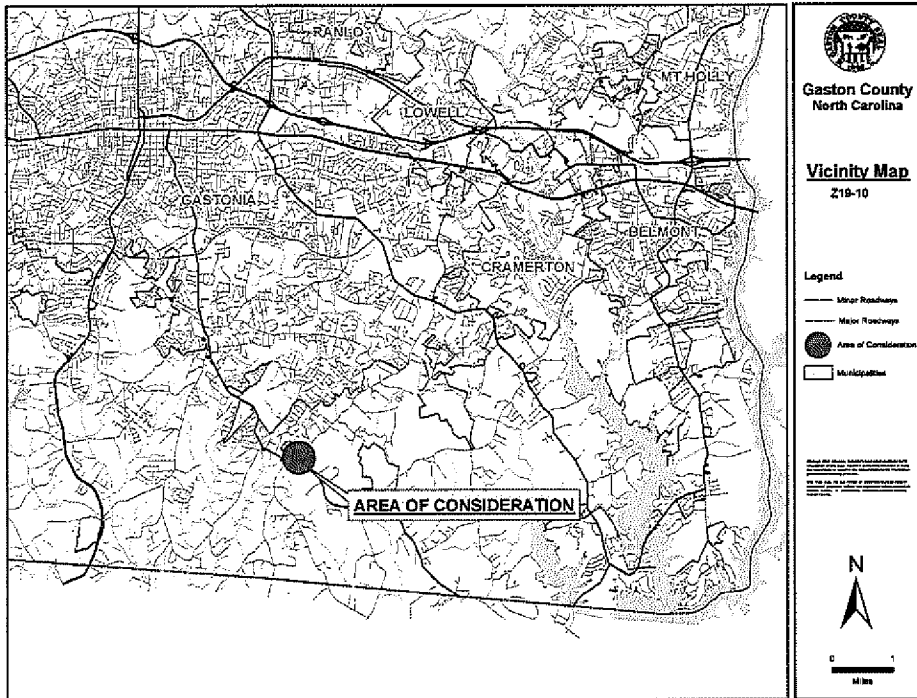 RANLO
MT HOLLY
LOWELL
GASTONIA
BELMONT
CRAMERTON
AREA OF CONSIDERATION
Gaston County
North Carolina
Vicinity Map
Z19-10
Legend
Minor Roadways
Major Roadways
Area of Consideration
Municipalities
N
0 1
Miles